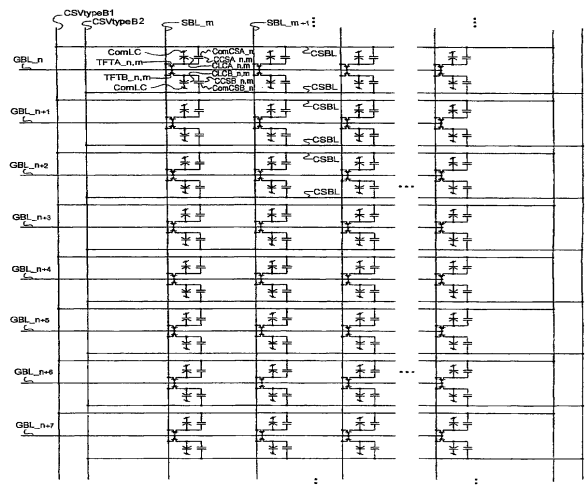 CSVtypeB1
CSVtypeB2
SBL_m
SBL_m+1
ComLC
ComCSA_n
CSBL
GBL_n
TFTA_n,m
CCSA_n,m
CLCA_n,m
CLCB_n,m
TFTB_n,m
CCSB_n,m
ComLC
ComCSB_n
CSBL
CSBL
GBL_n+1
CSBL
CSBL
GBL_n+2
CSBL
GBL_n+3
GBL_n+4
GBL_n+5
GBL_n+6
GBL_n+7